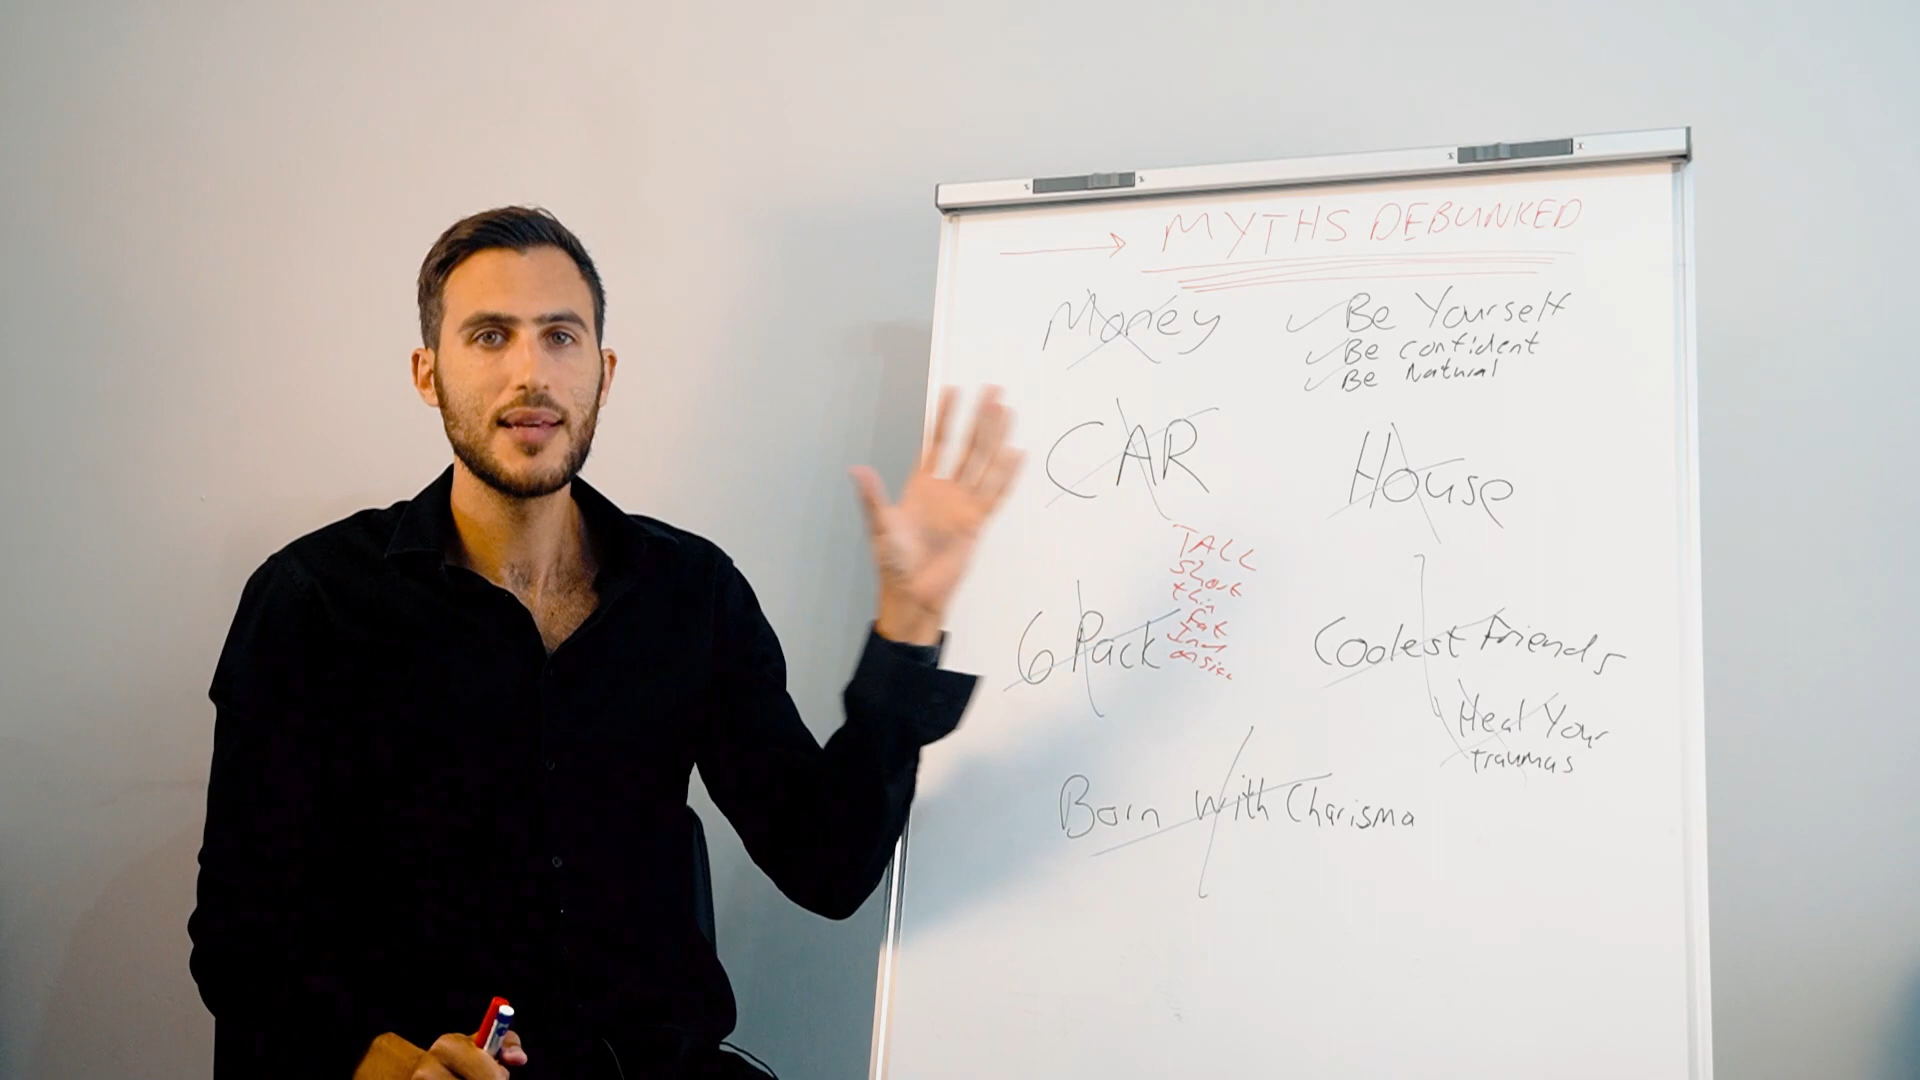 MYTHS DEBUNKED
Money
Be Yourself
Be confident
Be Natural
CAR
House
TALL
Short
thin
Fat
6 Pack
Coolest Friends
Heal Your
traumas
Born With Charisma